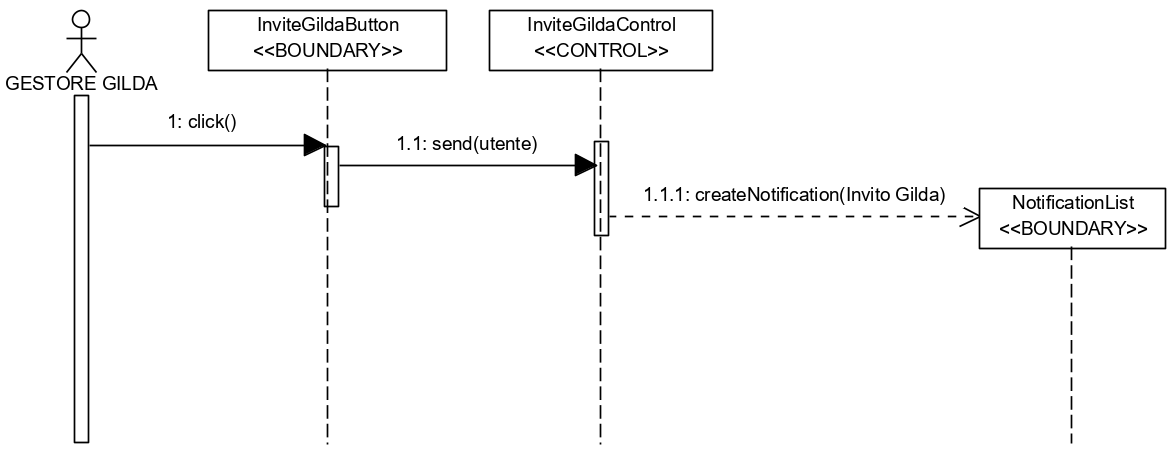 InviteGildaButton
<<BOUNDARY>>
InviteGildaControl
<<CONTROL>>
GESTORE GILDA
1: click()
1.1: send(utente)
1.1.1: createNotification(Invito Gilda)
NotificationList
<<BOUNDARY>>